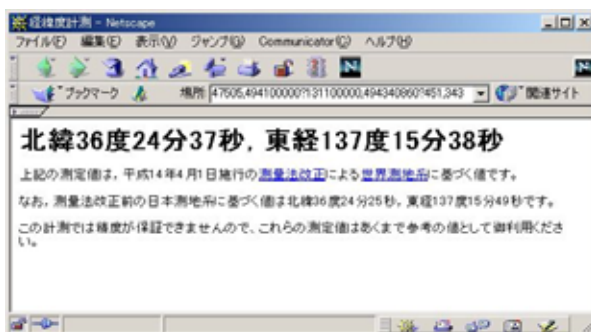 経緯度計測 - Netscape
ファイル(F) 編集(E) 表示(V) ジャンプ(G) Communicator(C) ヘルプ(H)
ブックマーク 場所 47505,494100000?131100000,494340860?451,343 関連サイト
北緯36度24分37秒, 東経137度15分38秒
上記の測定値は, 平成14年4月1日施行の測量法改正による世界測地系に基づく値です。
なお, 測量法改正前の日本測地系に基づく値は北緯36度24分25秒, 東経137度15分49秒です。
この計測では精度が保証できませんので, これらの測定値はあくまで参考の値として御利用くださ
い。